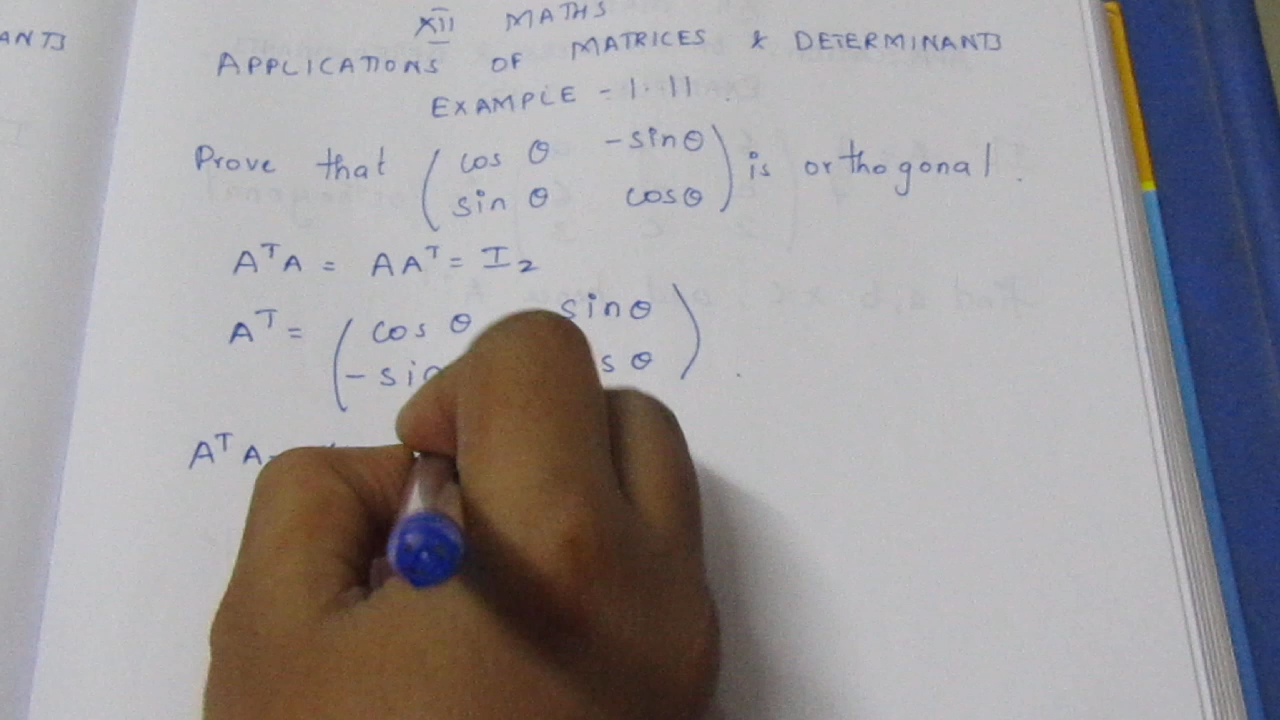 ANTS
XII MATHS
APPLICATIONS OF MATRICES & DETERMINANTS
EXAMPLE - 1.11.
Prove that ( cos θ -sinθ ) is orthogonal.
sin θ cosθ
AᵀA = AAᵀ = I₂
Aᵀ = ( cos θ sinθ )
-sin s θ
AᵀA